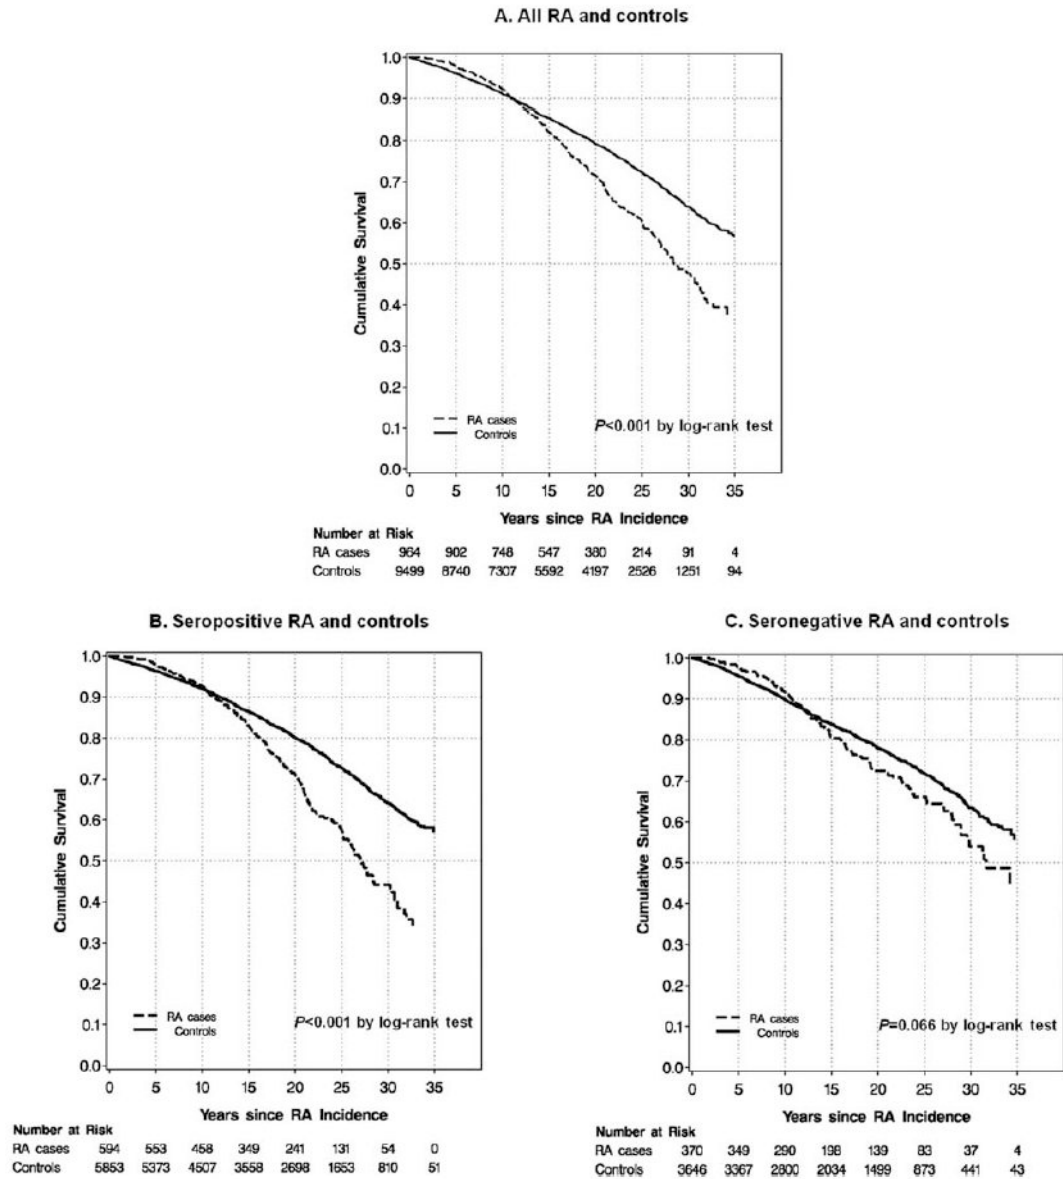 A. All RA and controls
1.0
0.9
0.8
0.7
0.6
0.5
0.4
0.3
0.2
0.1
0.0
Cumulative Survival
RA cases
Controls
P<0.001 by log-rank test
0 5 10 15 20 25 30 35
Years since RA Incidence
Number at Risk
RA cases 964 902 748 547 380 214 91 4
Controls 9499 8740 7307 5592 4197 2526 1251 94
B. Seropositive RA and controls
1.0
0.9
0.8
0.7
0.6
0.5
0.4
0.3
0.2
0.1
0.0
Cumulative Survival
RA cases
Controls
P<0.001 by log-rank test
0 5 10 15 20 25 30 35
Years since RA Incidence
Number at Risk
RA cases 594 553 458 349 241 131 54 0
Controls 5853 5373 4507 3558 2698 1653 810 51
C. Seronegative RA and controls
1.0
0.9
0.8
0.7
0.6
0.5
0.4
0.3
0.2
0.1
0.0
Cumulative Survival
RA cases
Controls
P=0.066 by log-rank test
0 5 10 15 20 25 30 35
Years since RA Incidence
Number at Risk
RA cases 370 349 290 198 139 83 37 4
Controls 3646 3367 2800 2034 1499 873 441 43